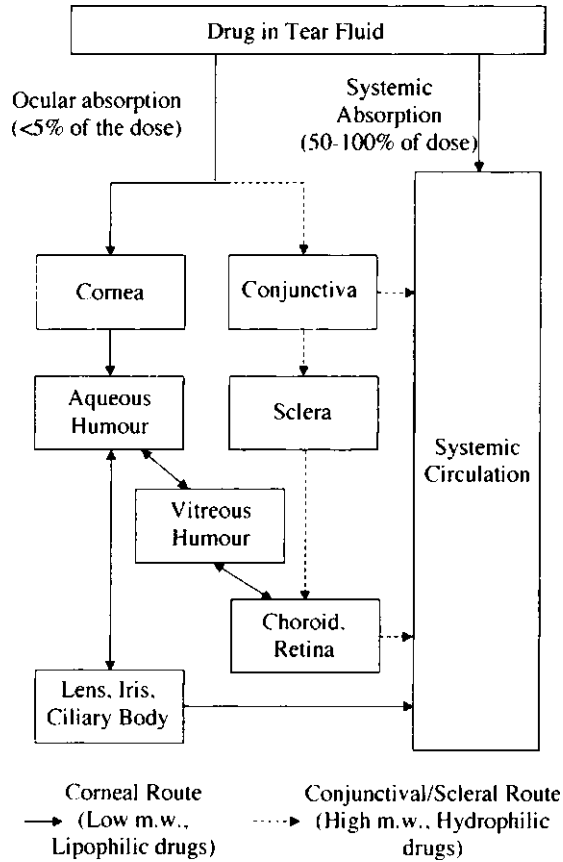 Drug in Tear Fluid
Ocular absorption
(<5% of the dose)
Systemic
Absorption
(50-100% of dose)
Cornea
Conjunctiva
Aqueous
Humour
Sclera
Systemic
Circulation
Vitreous
Humour
Choroid,
Retina
Lens, Iris,
Ciliary Body
Corneal Route
(Low m.w.,
Lipophilic drugs)
Conjunctival/Scleral Route
(High m.w., Hydrophilic
drugs)